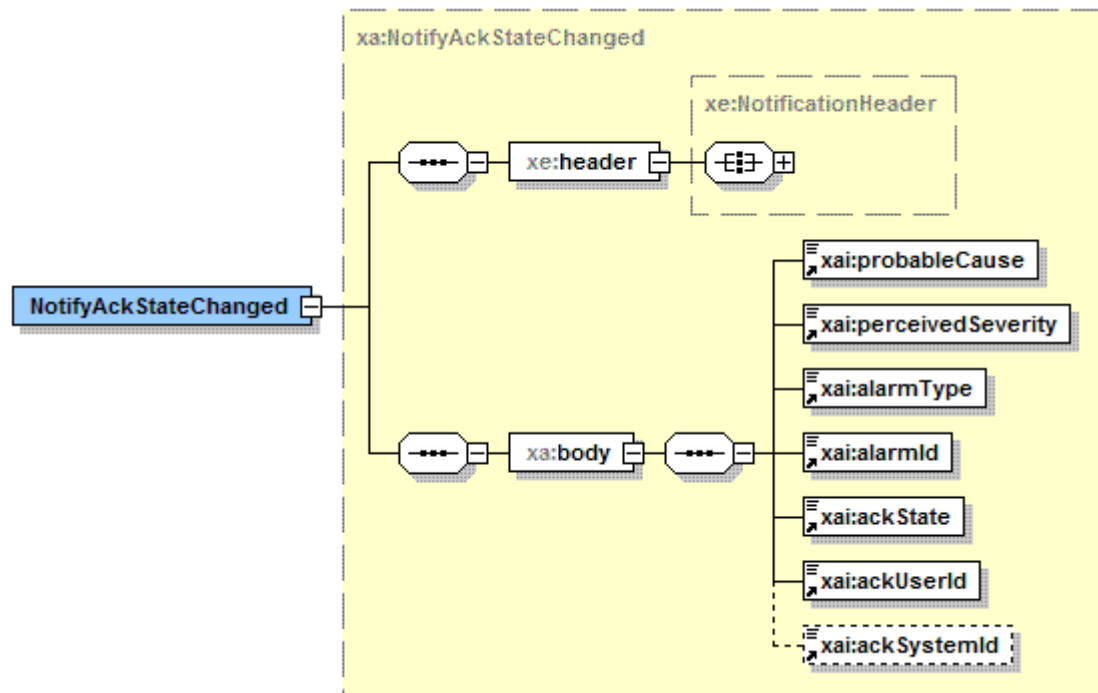 xa:NotifyAckStateChanged
xe:NotificationHeader
xe:header
xai:probableCause
NotifyAckStateChanged
xai:perceivedSeverity
xai:alarmType
xa:body
xai:alarmId
xai:ackState
xai:ackUserId
xai:ackSystemId